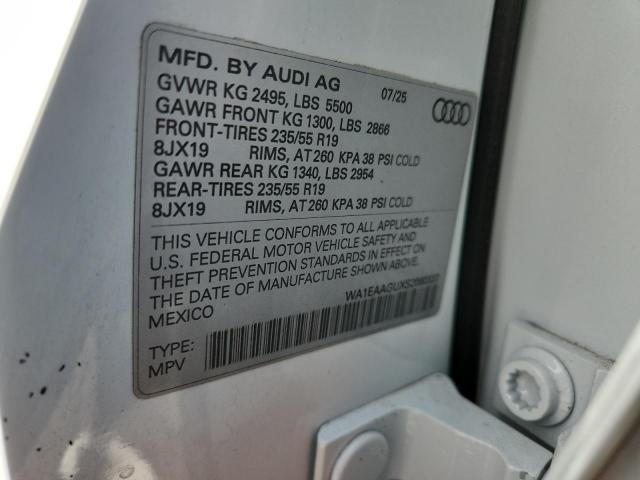 MFD. BY AUDI AG
07/25
GVWR KG 2495, LBS 5500
GAWR FRONT KG 1300, LBS 2866
FRONT-TIRES 235/55 R19
8JX19 RIMS, AT 260 KPA 38 PSI COLD
GAWR REAR KG 1340, LBS 2954
REAR-TIRES 235/55 R19
8JX19 RIMS, AT 260 KPA 38 PSI COLD
THIS VEHICLE CONFORMS TO ALL APPLICABLE
U.S. FEDERAL MOTOR VEHICLE SAFETY AND
THEFT PREVENTION STANDARDS IN EFFECT ON
THE DATE OF MANUFACTURE SHOWN ABOVE.
MEXICO
TYPE:
MPV